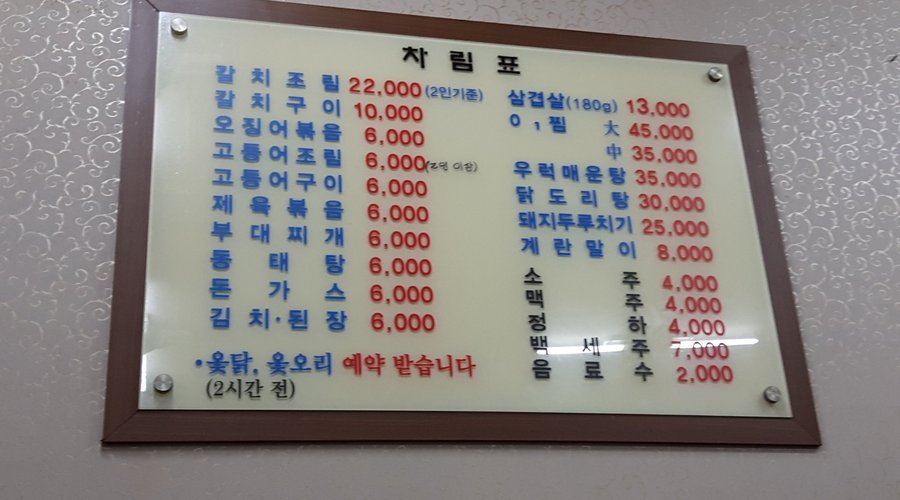 차림표
갈치조림 22,000 (2인기준)
갈치구이 10,000
오징어볶음 6,000
고등어조림 6,000 (2명 이상)
고등어구이 6,000
제육볶음 6,000
부대찌개 6,000
동태탕 6,000
돈가스 6,000
김치·된장 6,000
•옻닭, 옻오리 예약 받습니다
(2시간 전)
삼겹살(180g) 13,000
찜 大 45,000
中 35,000
우럭매운탕 35,000
닭도리탕 30,000
돼지두루치기 25,000
계란말이 8,000
소주 4,000
맥주 4,000
정하 4,000
백세주 7,000
음료수 2,000